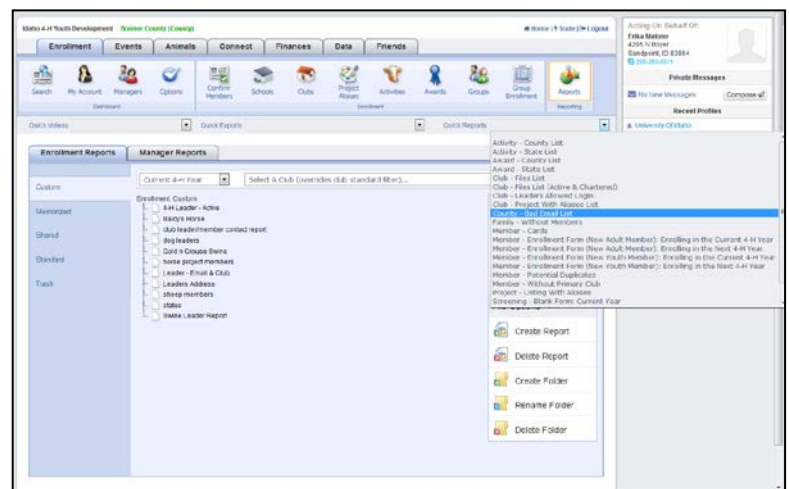 Idaho 4-H Youth Development Bonner County (County)
Home | State | Logout
Enrollment Events Animals Connect Finances Data Friends
Search My Account Managers Options Confirm Members Schools Clubs Project Aliases Activities Awards Groups Group Enrollment Reports
Dashboard Enrollment Reporting
Quick Videos Quick Exports Quick Reports
Acting On Behalf Of:
Erika Malone
4205 N Boyer
Sandpoint, ID 83864
Private Messages
No New Messages Compose
Recent Profiles
University Of Idaho
Enrollment Reports Manager Reports
Custom
Memorized
Shared
Standard
Trash
Current 4-H Year Select A Club (overrides club standard filter)...
Enrollment Custom
4-H Leader - Active
Baldys Horse
club leader/member contact report
dog leaders
Gold n Grouse Swine
horse project members
Leader - Email & Club
Leaders Address
sheep members
status
Swine Leader Report
Activity - County List
Activity - State List
Award - County List
Award - State List
Club - Files List
Club - Files List (Active & Chartered)
Club - Leaders Allowed Login
Club - Project With Aliases List
County - Bad Email List
Family - Without Members
Member - Cards
Member - Enrollment Form (New Adult Member): Enrolling in the Current 4-H Year
Member - Enrollment Form (New Adult Member): Enrolling in the Next 4-H Year
Member - Enrollment Form (New Youth Member): Enrolling in the Current 4-H Year
Member - Enrollment Form (New Youth Member): Enrolling in the Next 4-H Year
Member - Potential Duplicates
Member - Without Primary Club
Project - Listing With Aliases
Screening - Blank Form: Current Year
Create Report
Delete Report
Create Folder
Rename Folder
Delete Folder